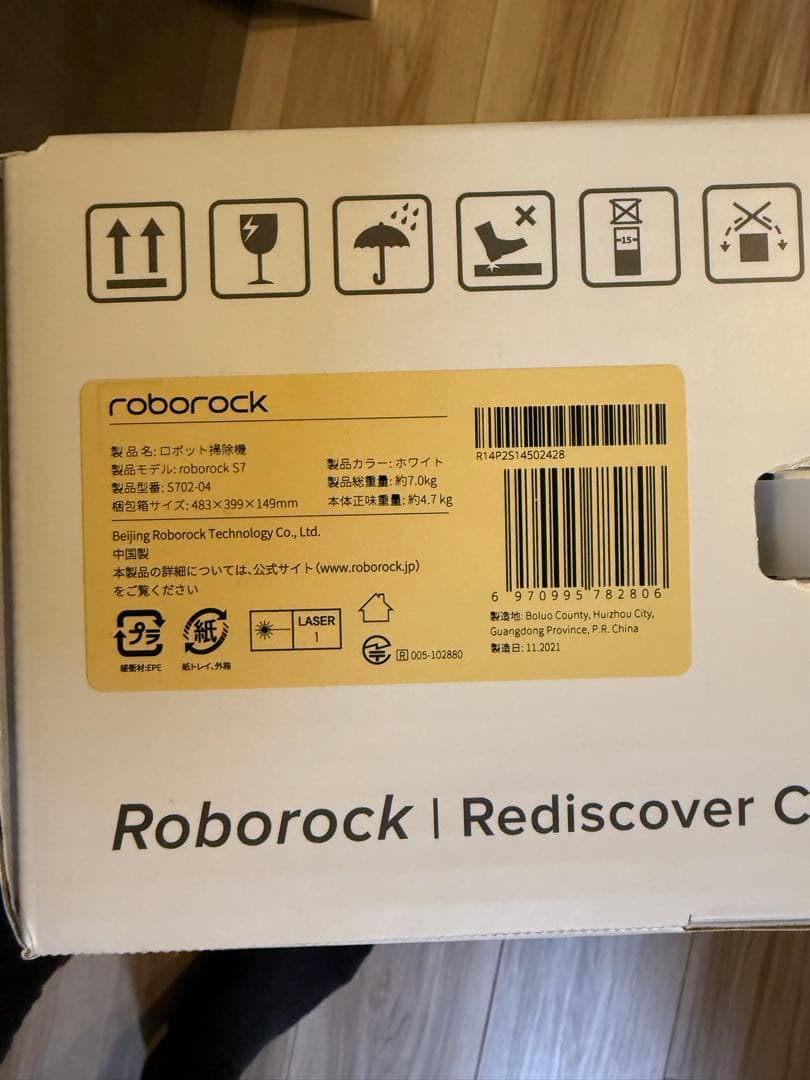 -15-
roborock
製 品 名: ロボット掃除機
製品モデル: roborock S7
製品型番: S702-04
梱包箱サイズ: 483×399×149mm
製品カラー: ホワイト
製品総重量: 約7.0kg
本体正味重量: 約4.7 kg
Beijing Roborock Technology Co., Ltd.
中国製
本製品の詳細については、公式サイト(www.roborock.jp)
をご覧ください
プラ
緩衝材:EPE
紙
紙トレイ、外箱
LASER
1
R 005-102880
R14P2S14502428
6 970995 782806
製造地: Boluo County, Huizhou City,
Guangdong Province, P.R. China
製造日: 11.2021
Roborock | Rediscover C